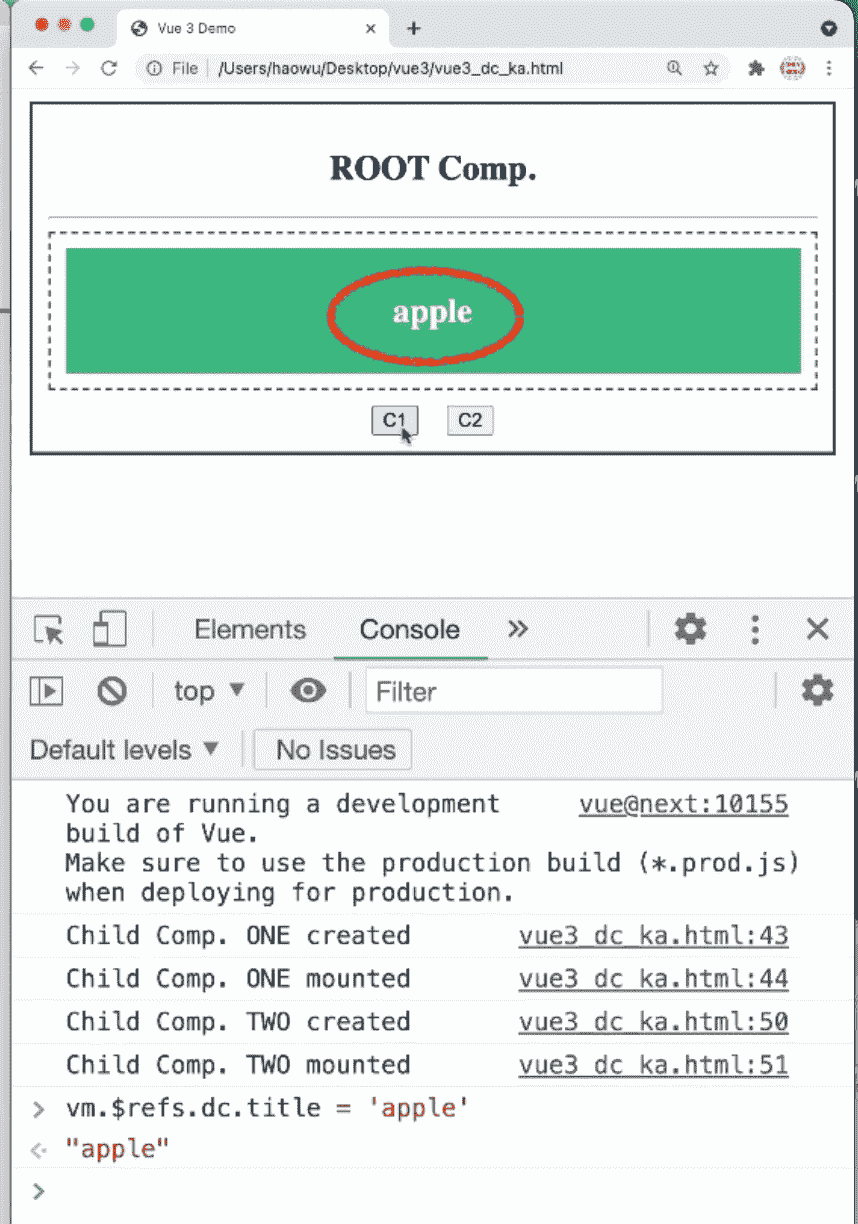 Vue 3 Demo
File /Users/haowu/Desktop/vue3/vue3_dc_ka.html
ROOT Comp.
apple
C1 C2
Elements Console
top Filter
Default levels No Issues
You are running a development vue@next:10155
build of Vue.
Make sure to use the production build (*.prod.js)
when deploying for production.
Child Comp. ONE created vue3_dc_ka.html:43
Child Comp. ONE mounted vue3_dc_ka.html:44
Child Comp. TWO created vue3_dc_ka.html:50
Child Comp. TWO mounted vue3_dc_ka.html:51
> vm.$refs.dc.title = 'apple'
"apple"
>